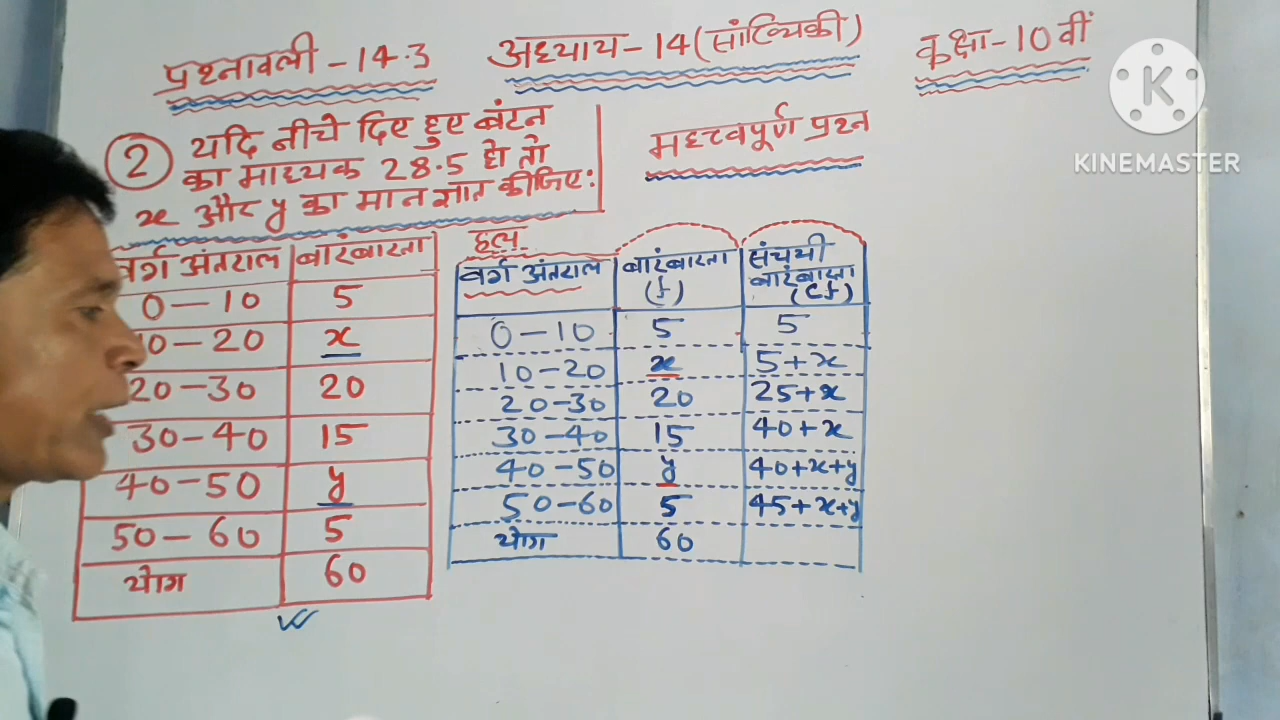 प्रश्नावली - 14.3 अध्याय - 14 (सांख्यिकी) कक्षा - 10 वीं
K
KINEMASTER
महत्वपूर्ण प्रश्न
2 यदि नीचे दिए हुए बंटन
का माध्यक 28.5 हो तो
x और y का मान ज्ञात कीजिए:
वर्ग अंतराल बारंबारता
0 - 10 5
10 - 20 x
20 - 30 20
30 - 40 15
40 - 50 y
50 - 60 5
योग 60
हल
वर्ग अंतराल बारंबारता (f) संचयी बारंबारता (cf)
0 - 10 5 5
10 - 20 x 5 + x
20 - 30 20 25 + x
30 - 40 15 40 + x
40 - 50 y 40 + x + y
50 - 60 5 45 + x + y
योग 60